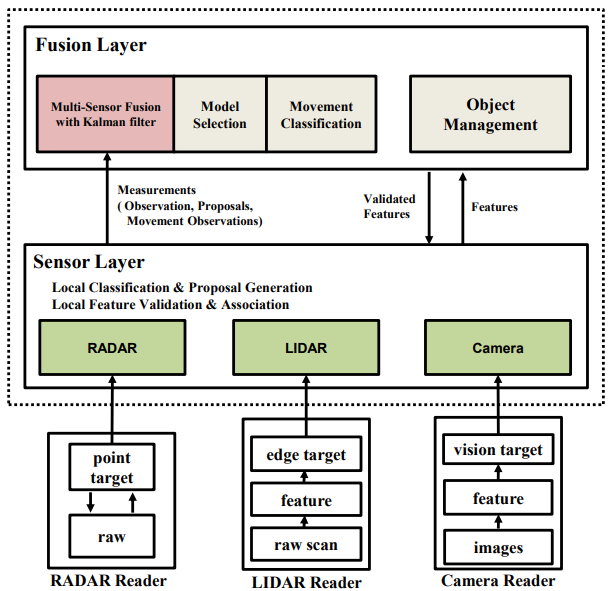 Fusion Layer
Multi-Sensor Fusion
with Kalman filter
Model
Selection
Movement
Classification
Object
Management
Measurements
( Observation, Proposals,
Movement Observations)
Validated
Features
Features
Sensor Layer
Local Classification & Proposal Generation
Local Feature Validation & Association
RADAR
LIDAR
Camera
point
target
raw
RADAR Reader
edge target
feature
raw scan
LIDAR Reader
vision target
feature
images
Camera Reader